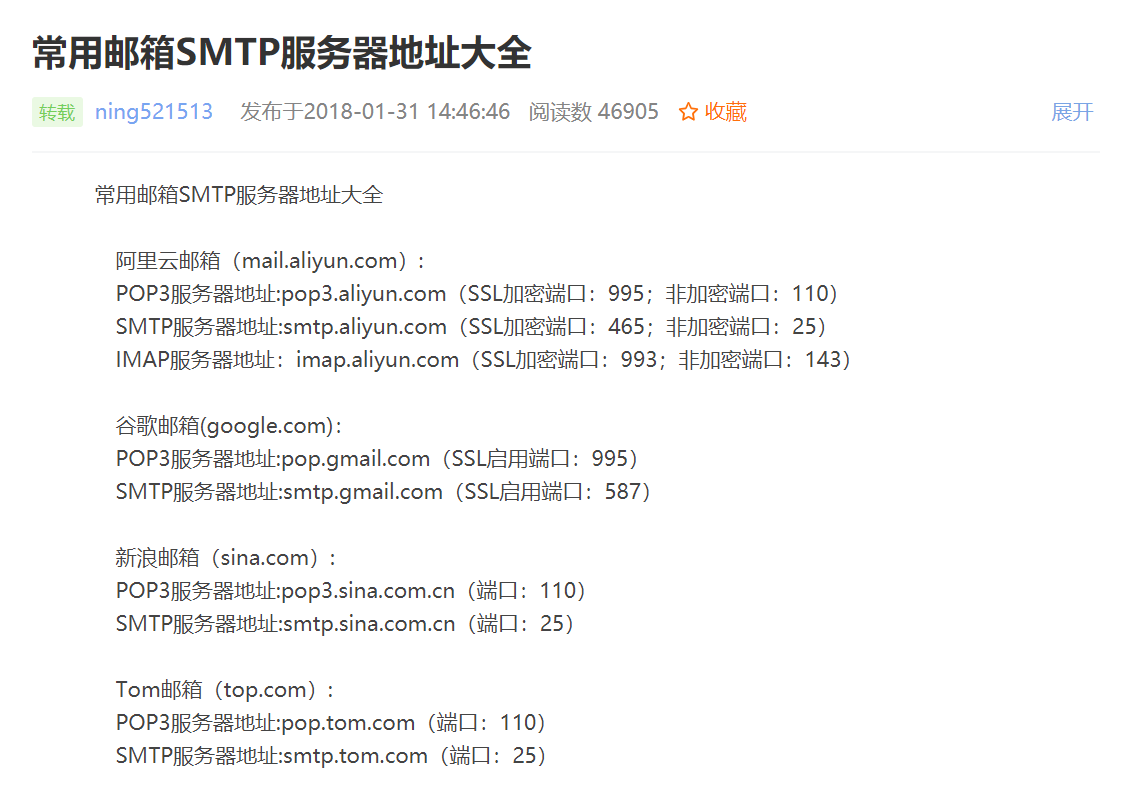 常用邮箱SMTP服务器地址大全
转载 ning521513 发布于2018-01-31 14:46:46 阅读数 46905 收藏 展开
常用邮箱SMTP服务器地址大全
阿里云邮箱（mail.aliyun.com）:
POP3服务器地址:pop3.aliyun.com（SSL加密端口：995；非加密端口：110）
SMTP服务器地址:smtp.aliyun.com（SSL加密端口：465；非加密端口：25）
IMAP服务器地址：imap.aliyun.com（SSL加密端口：993；非加密端口：143）
谷歌邮箱(google.com):
POP3服务器地址:pop.gmail.com（SSL启用端口：995）
SMTP服务器地址:smtp.gmail.com（SSL启用端口：587）
新浪邮箱（sina.com）:
POP3服务器地址:pop3.sina.com.cn（端口：110）
SMTP服务器地址:smtp.sina.com.cn（端口：25）
Tom邮箱（top.com）:
POP3服务器地址:pop.tom.com（端口：110）
SMTP服务器地址:smtp.tom.com（端口：25）